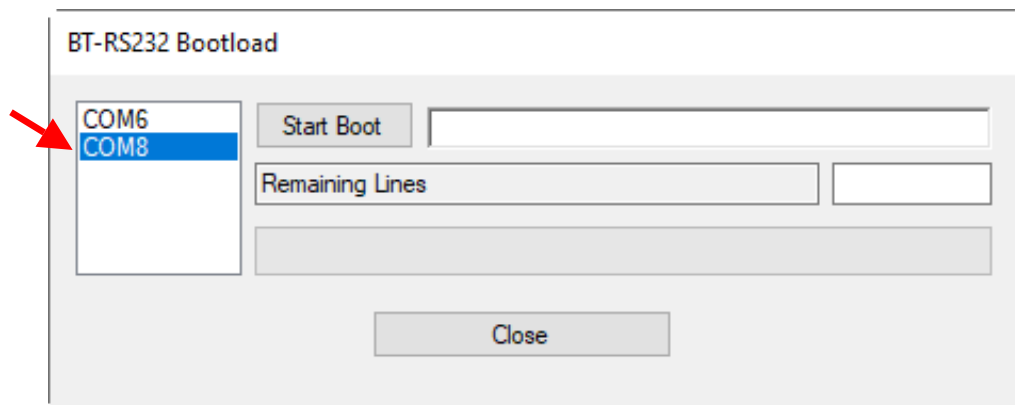 BT-RS232 Bootload
COM6
COM8
Start Boot
Remaining Lines
Close